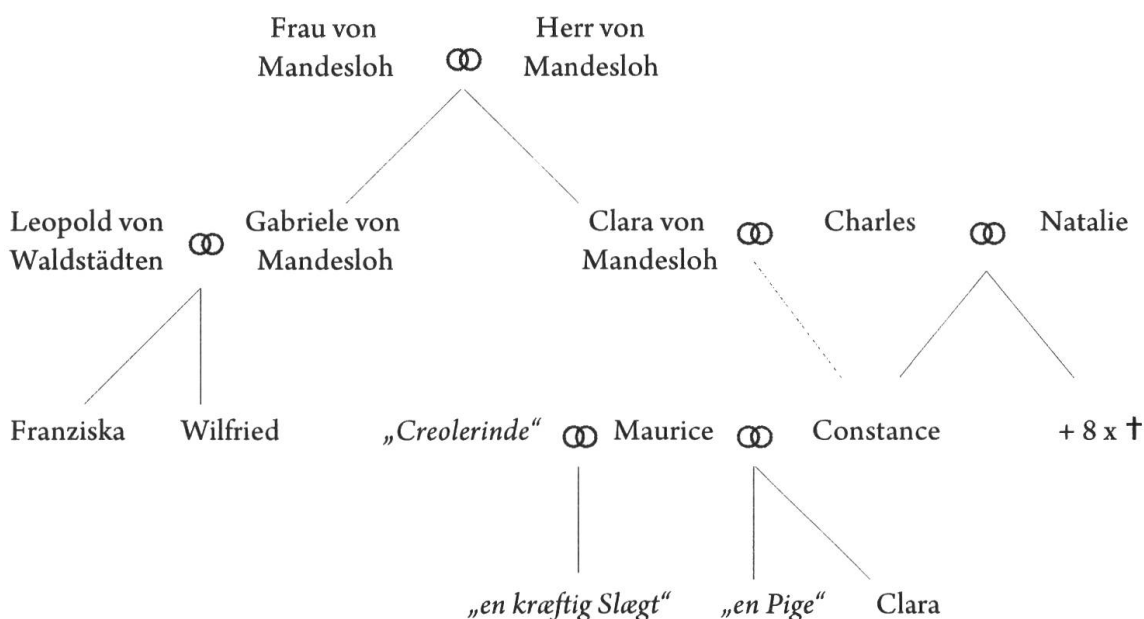 Frau von
Mandesloh
Herr von
Mandesloh
Leopold von
Waldstädten
Gabriele von
Mandesloh
Clara von
Mandesloh
Charles
Natalie
Franziska
Wilfried
„Creolerinde“
Maurice
Constance
+ 8 x †
„en kræftig Slægt“
„en Pige“
Clara